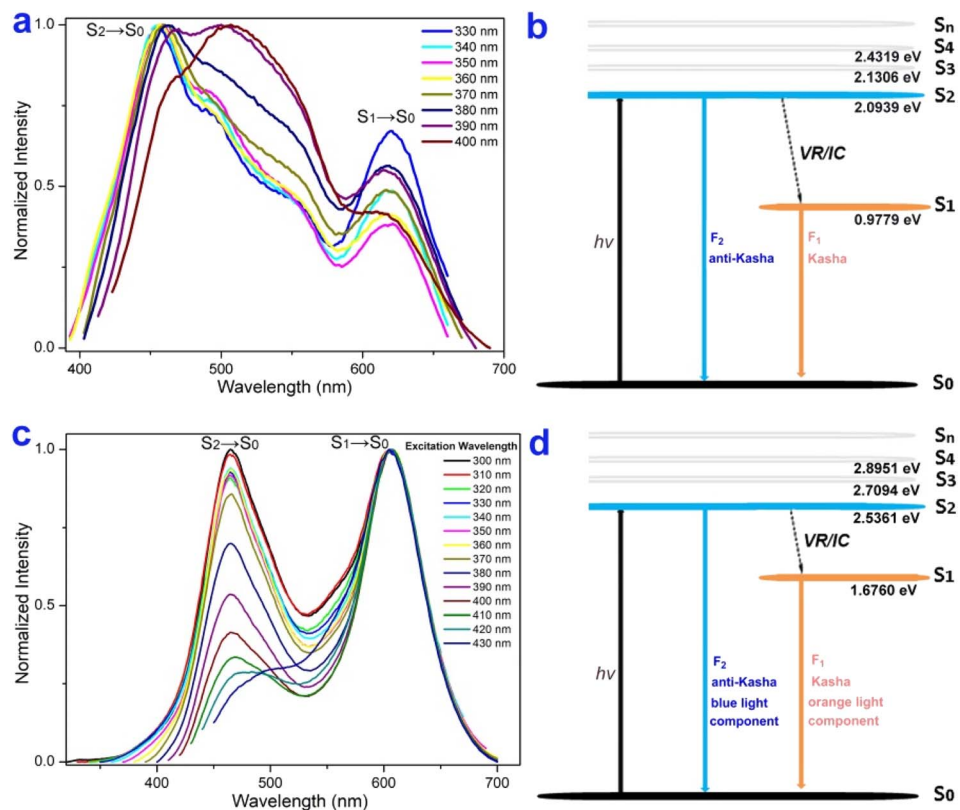 a
S₂→S₀
S₁→S₀
330 nm
340 nm
350 nm
360 nm
370 nm
380 nm
390 nm
400 nm
1.0
0.5
0.0
Normalized Intensity
400 500 600 700
Wavelength (nm)
b
Sn
S4
2.4319 eV
S3
2.1306 eV
S2
2.0939 eV
VR/IC
S1
0.9779 eV
hν
F₂
anti-Kasha
F₁
Kasha
S0
c
S₂→S₀
S₁→S₀
Excitation Wavelength
300 nm
310 nm
320 nm
330 nm
340 nm
350 nm
360 nm
370 nm
380 nm
390 nm
400 nm
410 nm
420 nm
430 nm
1.0
0.5
0.0
Normalized Intensity
400 500 600 700
Wavelength (nm)
d
Sn
S4
2.8951 eV
S3
2.7094 eV
S2
2.5361 eV
VR/IC
S1
1.6760 eV
hν
F₂
anti-Kasha
blue light
component
F₁
Kasha
orange light
component
S0